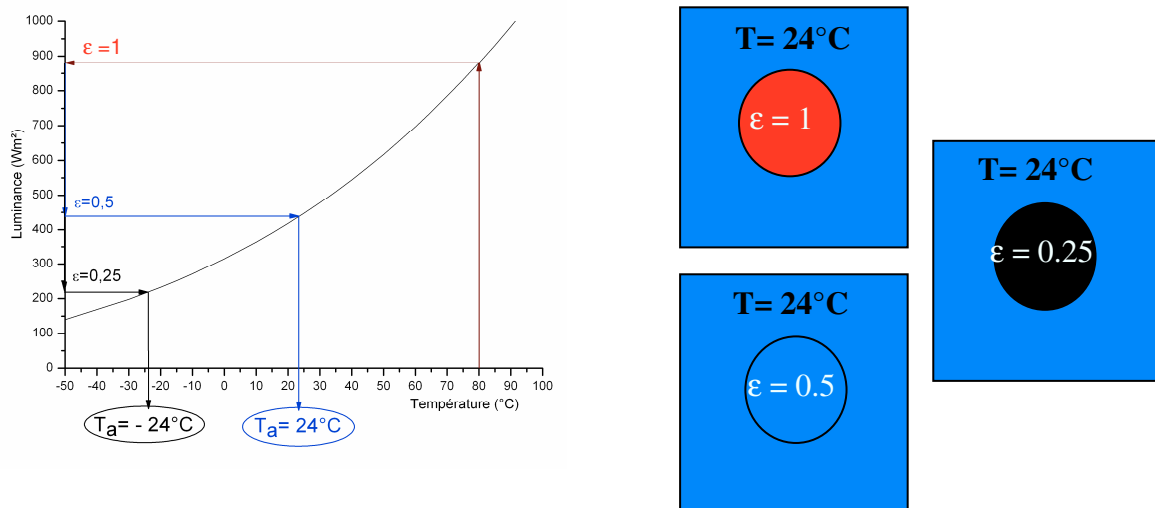 1000
900
800
700
600
500
400
300
200
100
0
Luminance (Wm²)
ε =1
ε=0,5
ε=0,25
-50 -40 -30 -20 -10 0 10 20 30 40 50 60 70 80 90 100
Température (°C)
Ta= - 24°C
Ta= 24°C
T= 24°C
ε = 1
T= 24°C
ε = 0.25
T= 24°C
ε = 0.5